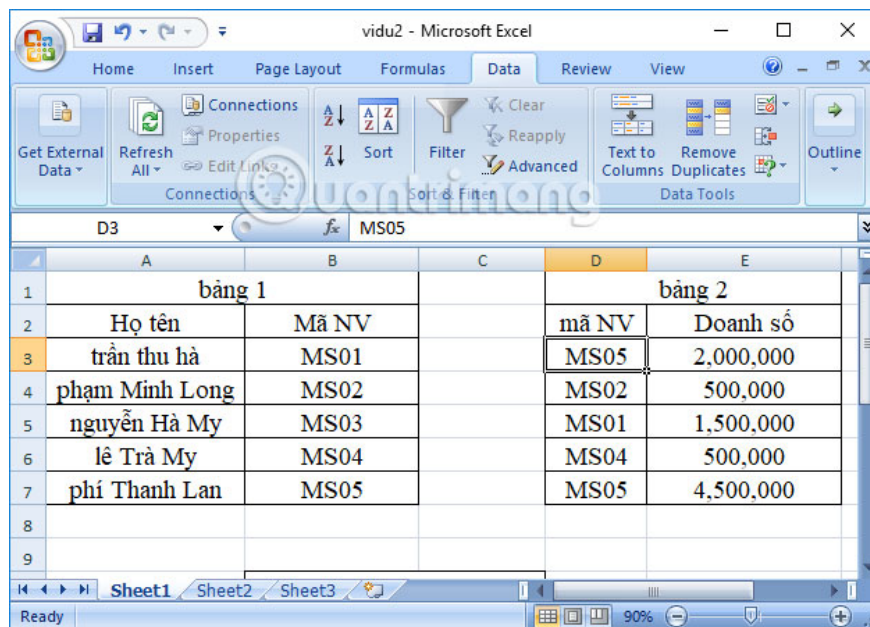 vidu2 - Microsoft Excel
Home Insert Page Layout Formulas Data Review View
Get External Data
Refresh All
Connections
Properties
Edit Links
Connections
Sort
Filter
Clear
Reapply
Advanced
Sort & Filter
Text to Columns
Remove Duplicates
Data Tools
Outline
Quantrimang
D3 fx MS05
A B C D E
1 bảng 1 bảng 2
2 Họ tên Mã NV mã NV Doanh số
3 trần thu hà MS01 MS05 2,000,000
4 phạm Minh Long MS02 MS02 500,000
5 nguyễn Hà My MS03 MS01 1,500,000
6 lê Trà My MS04 MS04 500,000
7 phí Thanh Lan MS05 MS05 4,500,000
8
9
Sheet1 Sheet2 Sheet3
Ready 90%